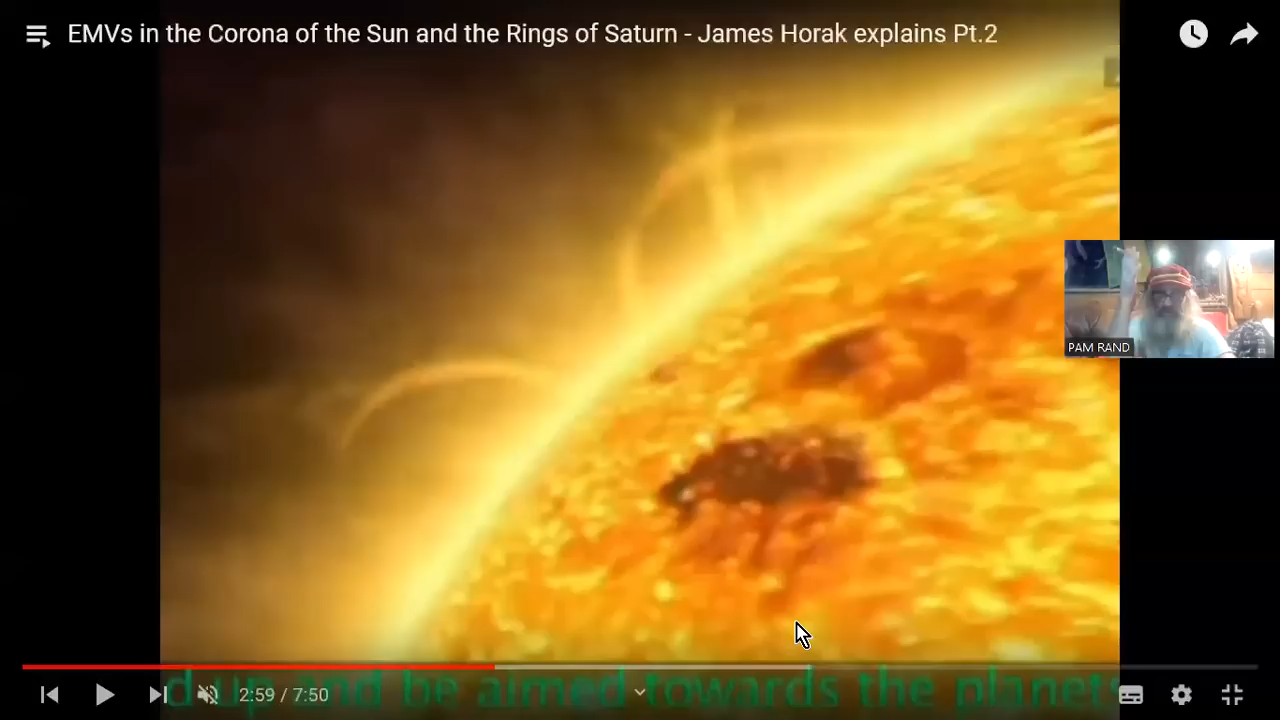 EMVs in the Corona of the Sun and the Rings of Saturn - James Horak explains Pt.2
PAM RAND
up and be aimed towards the planets
2:59 / 7:50